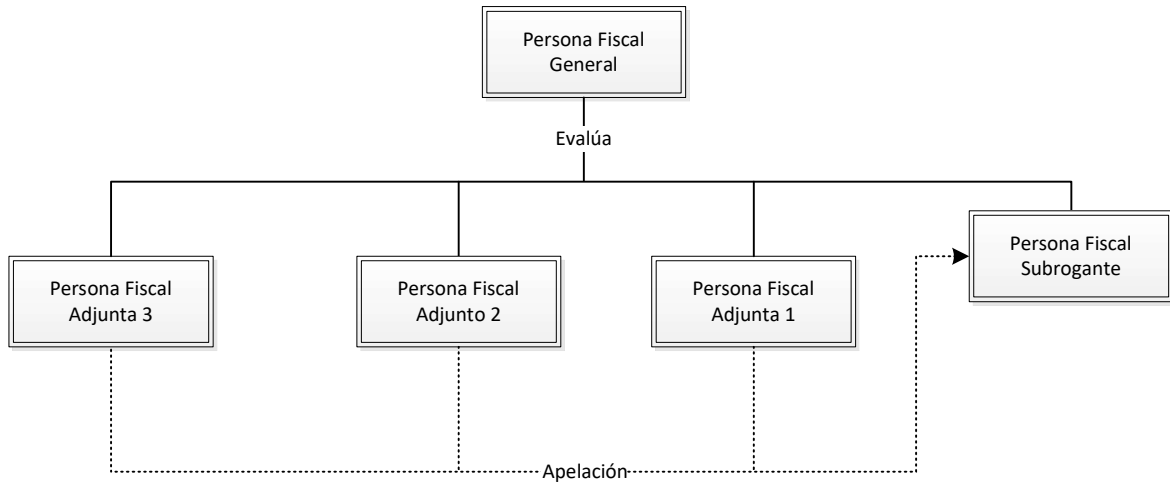 Persona Fiscal
General
Evalúa
Persona Fiscal
Adjunta 3
Persona Fiscal
Adjunto 2
Persona Fiscal
Adjunta 1
Persona Fiscal
Subrogante
Apelación